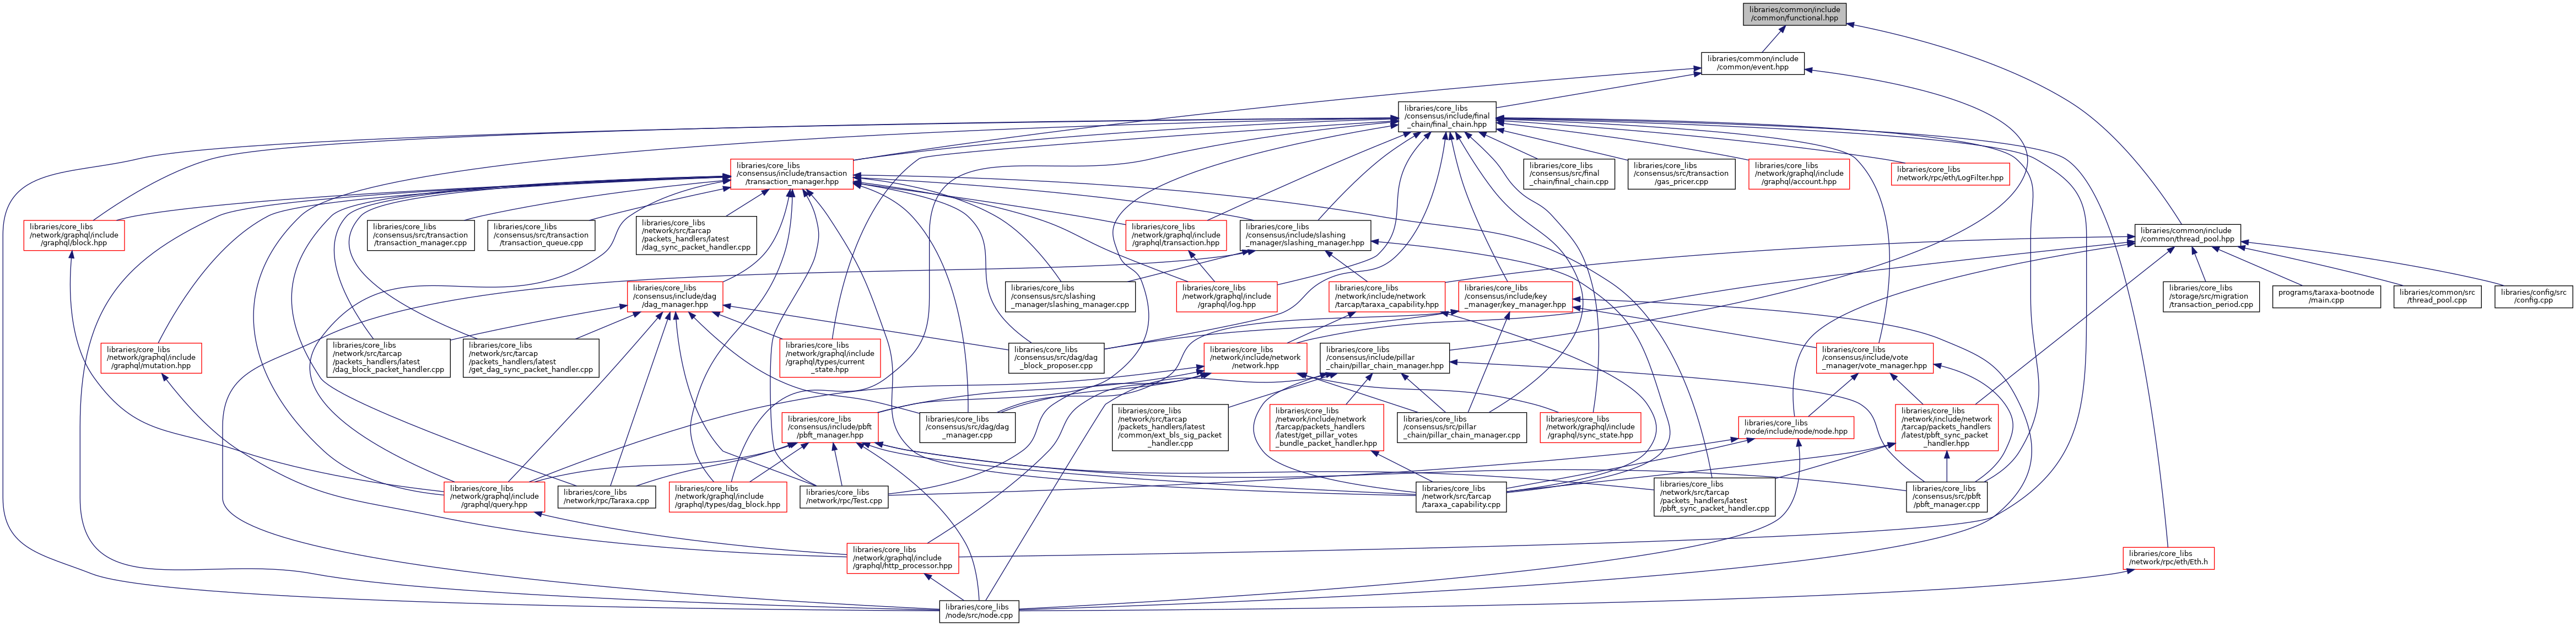 libraries/common/include
/common/functional.hpp
libraries/common/include
/common/event.hpp
libraries/core_libs
/consensus/include/final
_chain/final_chain.hpp
libraries/core_libs
/consensus/include/transaction
/transaction_manager.hpp
libraries/core_libs
/consensus/src/final
_chain/final_chain.cpp
libraries/core_libs
/consensus/src/transaction
/gas_pricer.cpp
libraries/core_libs
/network/graphql/include
/graphql/account.hpp
libraries/core_libs
/network/rpc/eth/LogFilter.hpp
libraries/core_libs
/network/graphql/include
/graphql/block.hpp
libraries/core_libs
/consensus/src/transaction
/transaction_manager.cpp
libraries/core_libs
/consensus/src/transaction
/transaction_queue.cpp
libraries/core_libs
/network/src/tarcap
/packets_handlers/latest
/dag_sync_packet_handler.cpp
libraries/core_libs
/network/graphql/include
/graphql/transaction.hpp
libraries/core_libs
/consensus/include/slashing
_manager/slashing_manager.hpp
libraries/common/include
/common/thread_pool.hpp
libraries/core_libs
/consensus/include/dag
/dag_manager.hpp
libraries/core_libs
/consensus/src/slashing
_manager/slashing_manager.cpp
libraries/core_libs
/network/graphql/include
/graphql/log.hpp
libraries/core_libs
/network/include/network
/tarcap/taraxa_capability.hpp
libraries/core_libs
/consensus/include/key
_manager/key_manager.hpp
libraries/core_libs
/storage/src/migration
/transaction_period.cpp
programs/taraxa-bootnode
/main.cpp
libraries/common/src
/thread_pool.cpp
libraries/config/src
/config.cpp
libraries/core_libs
/network/graphql/include
/graphql/mutation.hpp
libraries/core_libs
/network/src/tarcap
/packets_handlers/latest
/dag_block_packet_handler.cpp
libraries/core_libs
/network/src/tarcap
/packets_handlers/latest
/get_dag_sync_packet_handler.cpp
libraries/core_libs
/network/graphql/include
/graphql/types/current
_state.hpp
libraries/core_libs
/consensus/src/dag/dag
_block_proposer.cpp
libraries/core_libs
/network/include/network
/network.hpp
libraries/core_libs
/consensus/include/pillar
_chain/pillar_chain_manager.hpp
libraries/core_libs
/consensus/include/vote
_manager/vote_manager.hpp
libraries/core_libs
/consensus/include/pbft
/pbft_manager.hpp
libraries/core_libs
/consensus/src/dag/dag
_manager.cpp
libraries/core_libs
/network/src/tarcap
/packets_handlers/latest
/common/ext_bls_sig_packet
_handler.cpp
libraries/core_libs
/network/include/network
/tarcap/packets_handlers
/latest/get_pillar_votes
_bundle_packet_handler.hpp
libraries/core_libs
/consensus/src/pillar
_chain/pillar_chain_manager.cpp
libraries/core_libs
/network/graphql/include
/graphql/sync_state.hpp
libraries/core_libs
/node/include/node/node.hpp
libraries/core_libs
/network/include/network
/tarcap/packets_handlers
/latest/pbft_sync_packet
_handler.hpp
libraries/core_libs
/network/graphql/include
/graphql/query.hpp
libraries/core_libs
/network/rpc/Taraxa.cpp
libraries/core_libs
/network/graphql/include
/graphql/types/dag_block.hpp
libraries/core_libs
/network/rpc/Test.cpp
libraries/core_libs
/network/src/tarcap
/taraxa_capability.cpp
libraries/core_libs
/network/src/tarcap
/packets_handlers/latest
/pbft_sync_packet_handler.cpp
libraries/core_libs
/consensus/src/pbft
/pbft_manager.cpp
libraries/core_libs
/network/graphql/include
/graphql/http_processor.hpp
libraries/core_libs
/network/rpc/eth/Eth.h
libraries/core_libs
/node/src/node.cpp